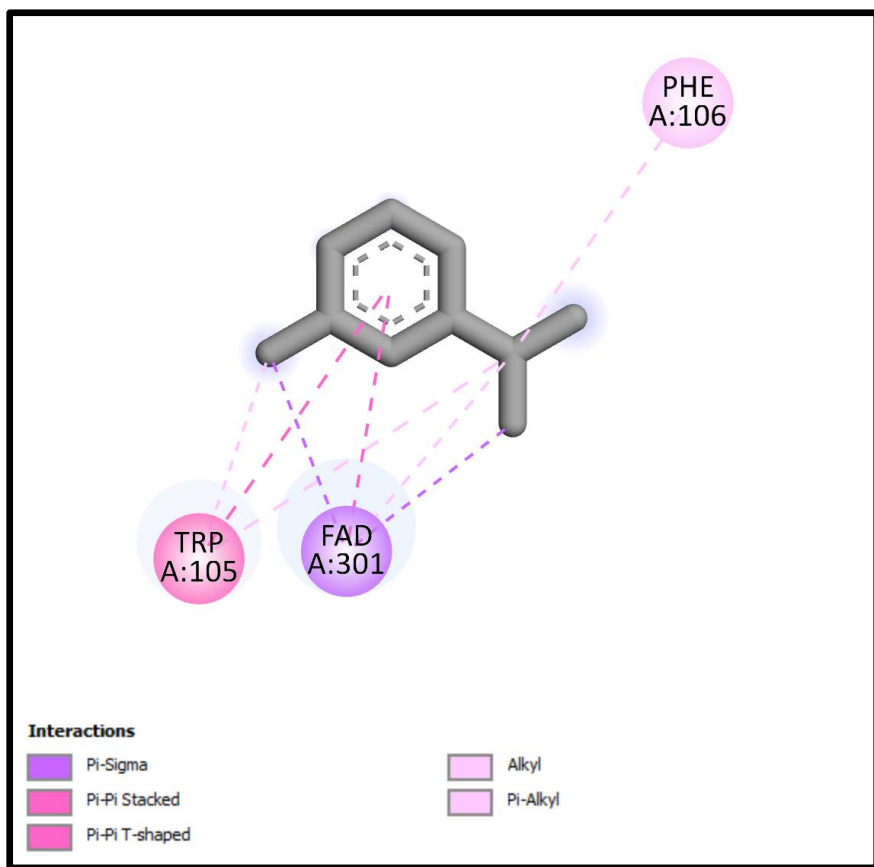 PHE
A:106
TRP
A:105
FAD
A:301
Interactions
Pi-Sigma
Pi-Pi Stacked
Pi-Pi T-shaped
Alkyl
Pi-Alkyl